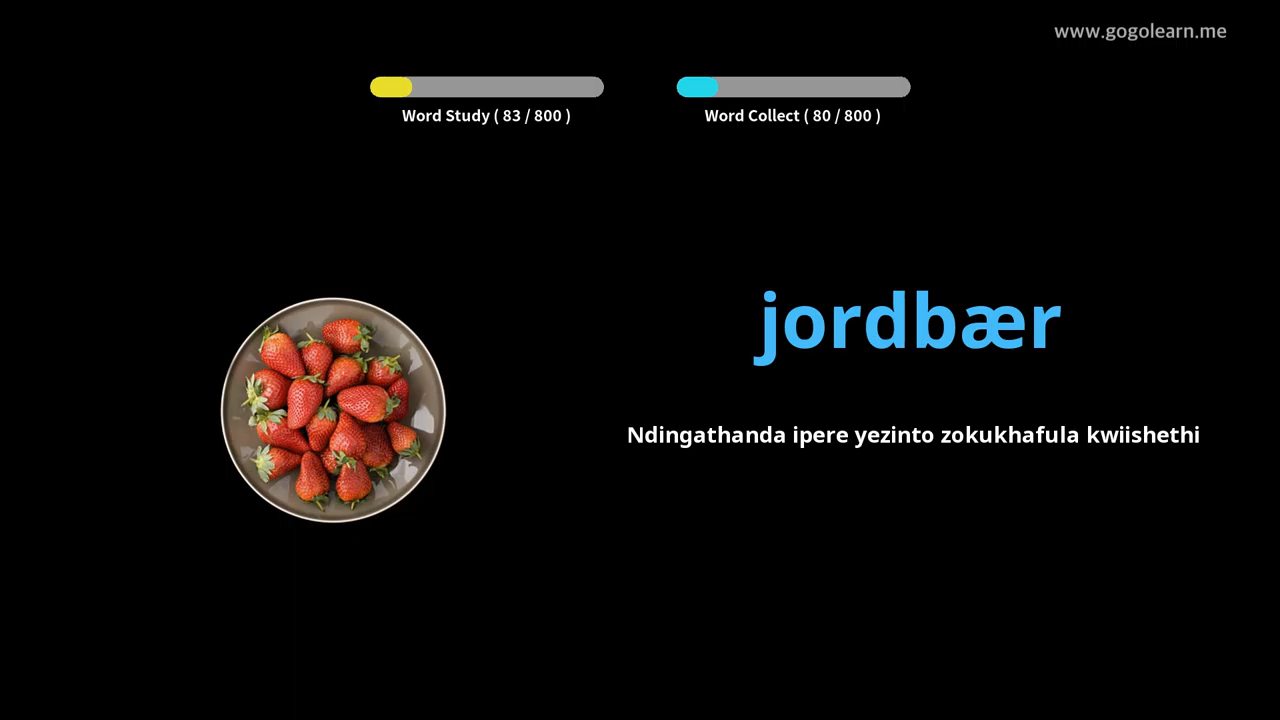 www.gogolearn.me
Word Study ( 83 / 800 )
Word Collect ( 80 / 800 )
jordbær
Ndingathanda ipere yezinto zokukhafula kwiishethi